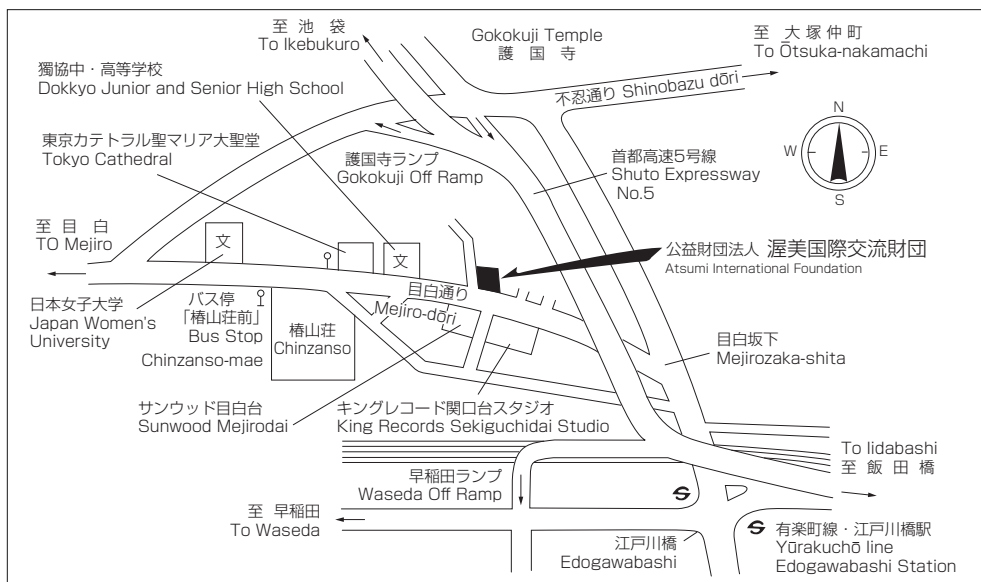 至 池 袋
To Ikebukuro
Gokokuji Temple
護 国 寺
至 大 塚 仲 町
To Ōtsuka-nakamachi
獨協中・高等学校
Dokkyo Junior and Senior High School
不忍通り Shinobazu dōri
東京カテトラル聖マリア大聖堂
Tokyo Cathedral
護国寺ランプ
Gokokuji Off Ramp
首都高速5号線
Shuto Expressway
No.5
N
W
E
S
至 目 白
TO Mejiro
文
文
公益財団法人 渥美国際交流財団
Atsumi International Foundation
日本女子大学
Japan Women's
University
バス停
「椿山荘前」
Bus Stop
Chinzanso-mae
椿山荘
Chinzanso
目白通り
Mejiro-dōri
目白坂下
Mejirozaka-shita
サンウッド目白台
Sunwood Mejirodai
キングレコード関口台スタジオ
King Records Sekiguchidai Studio
To Iidabashi
至 飯 田 橋
早稲田ランプ
Waseda Off Ramp
至 早稲田
To Waseda
江戸川橋
Edogawabashi
有楽町線・江戸川橋駅
Yūrakuchō line
Edogawabashi Station